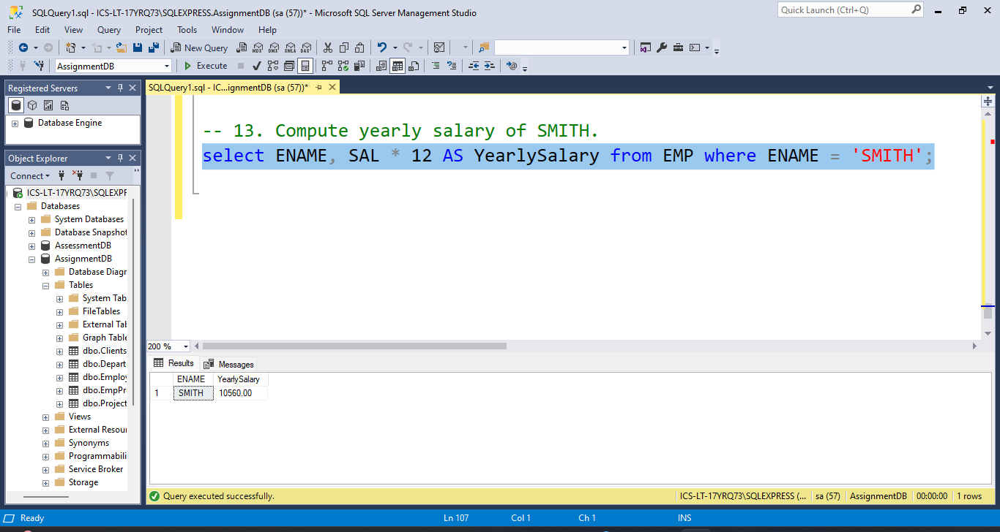 SQLQuery1.sql - ICS-LT-17YRQ73\SQLEXPRESS.AssignmentDB (sa (57))* - Microsoft SQL Server Management Studio
Quick Launch (Ctrl+Q)
File Edit View Query Project Tools Window Help
New Query MDX DMX XMLA DAX
AssignmentDB Execute
Registered Servers
Database Engine
Object Explorer
Connect
ICS-LT-17YRQ73\SQLEXPR
Databases
System Databases
Database Snapshot
AssessmentDB
AssignmentDB
Database Diagr
Tables
System Tab
FileTables
External Tab
Graph Table
dbo.Clients
dbo.Depart
dbo.Employ
dbo.EmpPr
dbo.Project
Views
External Resour
Synonyms
Programmabili
Service Broker
Storage
SQLQuery1.sql - IC...ignmentDB (sa (57))*
-- 13. Compute yearly salary of SMITH.
select ENAME, SAL * 12 AS YearlySalary from EMP where ENAME = 'SMITH';
200 %
Results Messages
ENAME YearlySalary
1 SMITH 10560.00
Query executed successfully. ICS-LT-17YRQ73\SQLEXPRESS (... sa (57) AssignmentDB 00:00:00 1 rows
Ready Ln 107 Col 1 Ch 1 INS